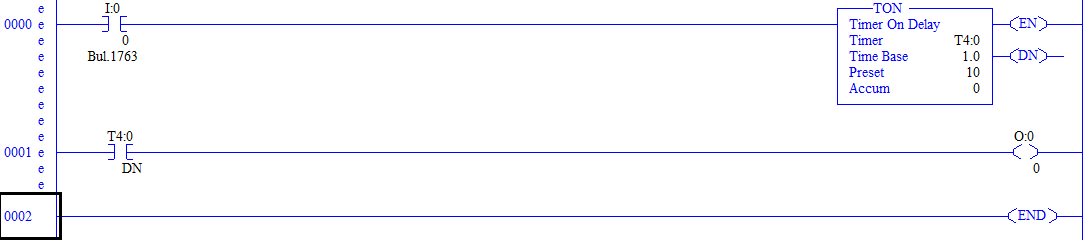 e
I:0
TON
0000 e
Timer On Delay
EN
e
0
Timer
T4:0
e
Bul.1763
Time Base
1.0
DN
e
Preset
10
e
Accum
0
e
e
e
T4:0
O:0
0001 e
e
DN
0
e
0002
END